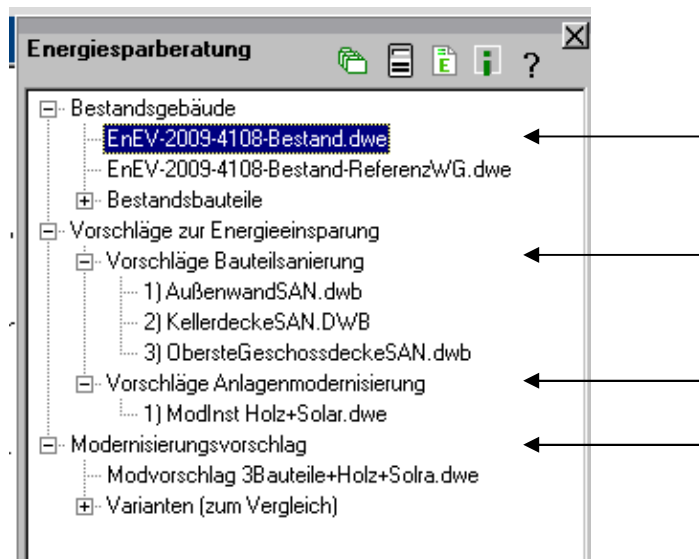 Energiesparberatung
E i ?
Bestandsgebäude
EnEV-2009-4108-Bestand.dwe
EnEV-2009-4108-Bestand-ReferenzWG.dwe
Bestandsbauteile
Vorschläge zur Energieeinsparung
Vorschläge Bauteilsanierung
1) AußenwandSAN.dwb
2) KellerdeckeSAN.DWB
3) ObersteGeschossdeckeSAN.dwb
Vorschläge Anlagenmodernisierung
1) ModInst Holz+Solar.dwe
Modernisierungsvorschlag
Modvorschlag 3Bauteile+Holz+Solra.dwe
Varianten (zum Vergleich)